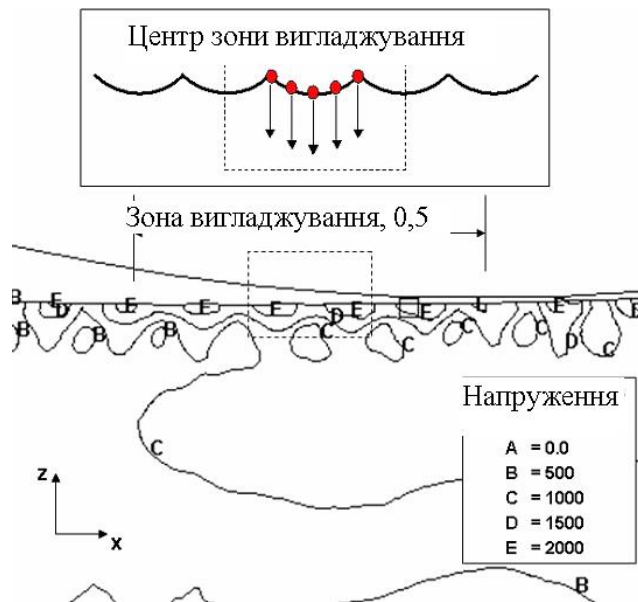 Центр зони вигладжування
Зона вигладжування, 0,5
B E D E E E D E E E E B
B B B C C C C D C
C
Напруження
A = 0.0
B = 500
C = 1000
D = 1500
E = 2000
Z
X
B